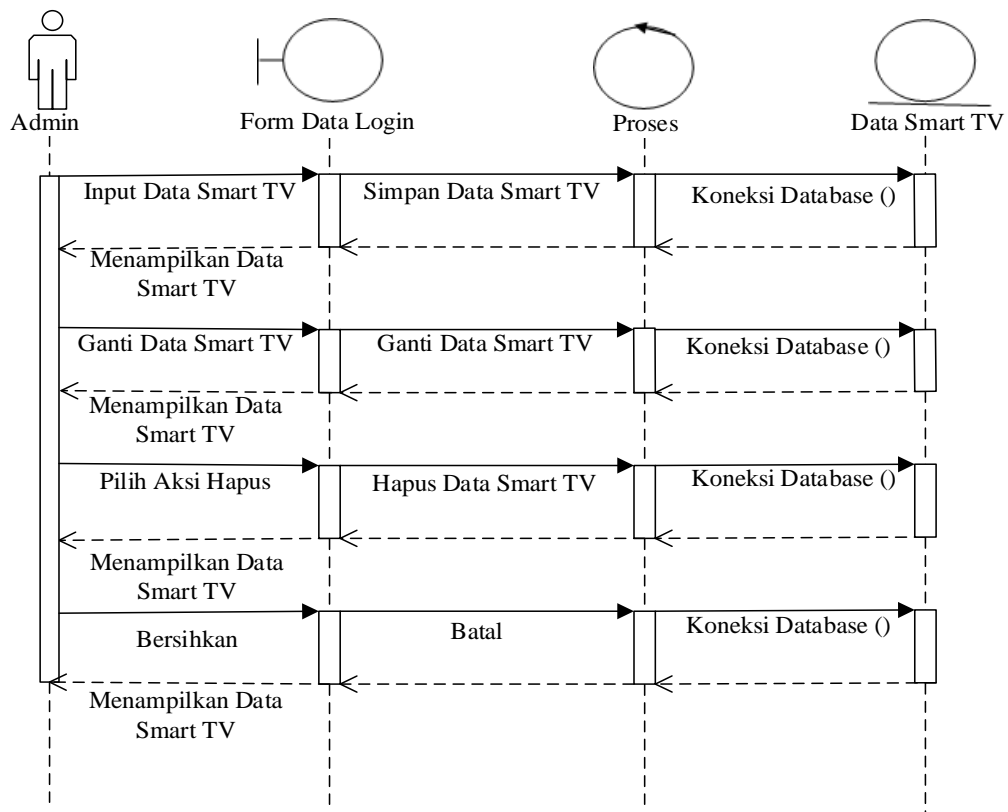 Admin
Form Data Login
Proses
Data Smart TV
Input Data Smart TV
Simpan Data Smart TV
Koneksi Database ()
Menampilkan Data
Smart TV
Ganti Data Smart TV
Ganti Data Smart TV
Koneksi Database ()
Menampilkan Data
Smart TV
Pilih Aksi Hapus
Hapus Data Smart TV
Koneksi Database ()
Menampilkan Data
Smart TV
Bersihkan
Batal
Koneksi Database ()
Menampilkan Data
Smart TV